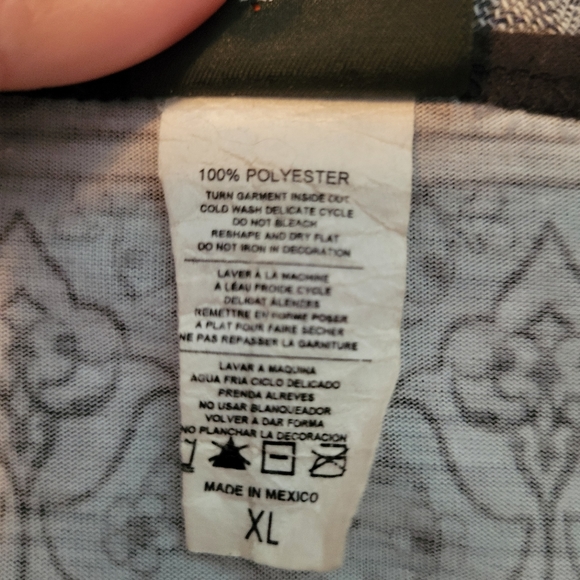 100% POLYESTER
TURN GARMENT INSIDE OUT
COLD WASH DELICATE CYCLE
DO NOT BLEACH
RESHAPE AND DRY FLAT
DO NOT IRON IN DECORATION
LAVER À LA MACHINE
A LÉAU FROIDE CYCLE
DELICAT ALENDES
REMETTRE EN FORME POSER
A PLAT POUR FAIRE SECHER
NE PAS REPASSER LA GARNITURE
LAVAR A MAQUINA
AGUA FRIA CICLO DELICADO
PRENDA ALREVES
NO USAR BLANQUEADOR
VOLVER A DAR FORMA
NO PLANCHAR LA DECORACION
MADE IN MEXICO
XL